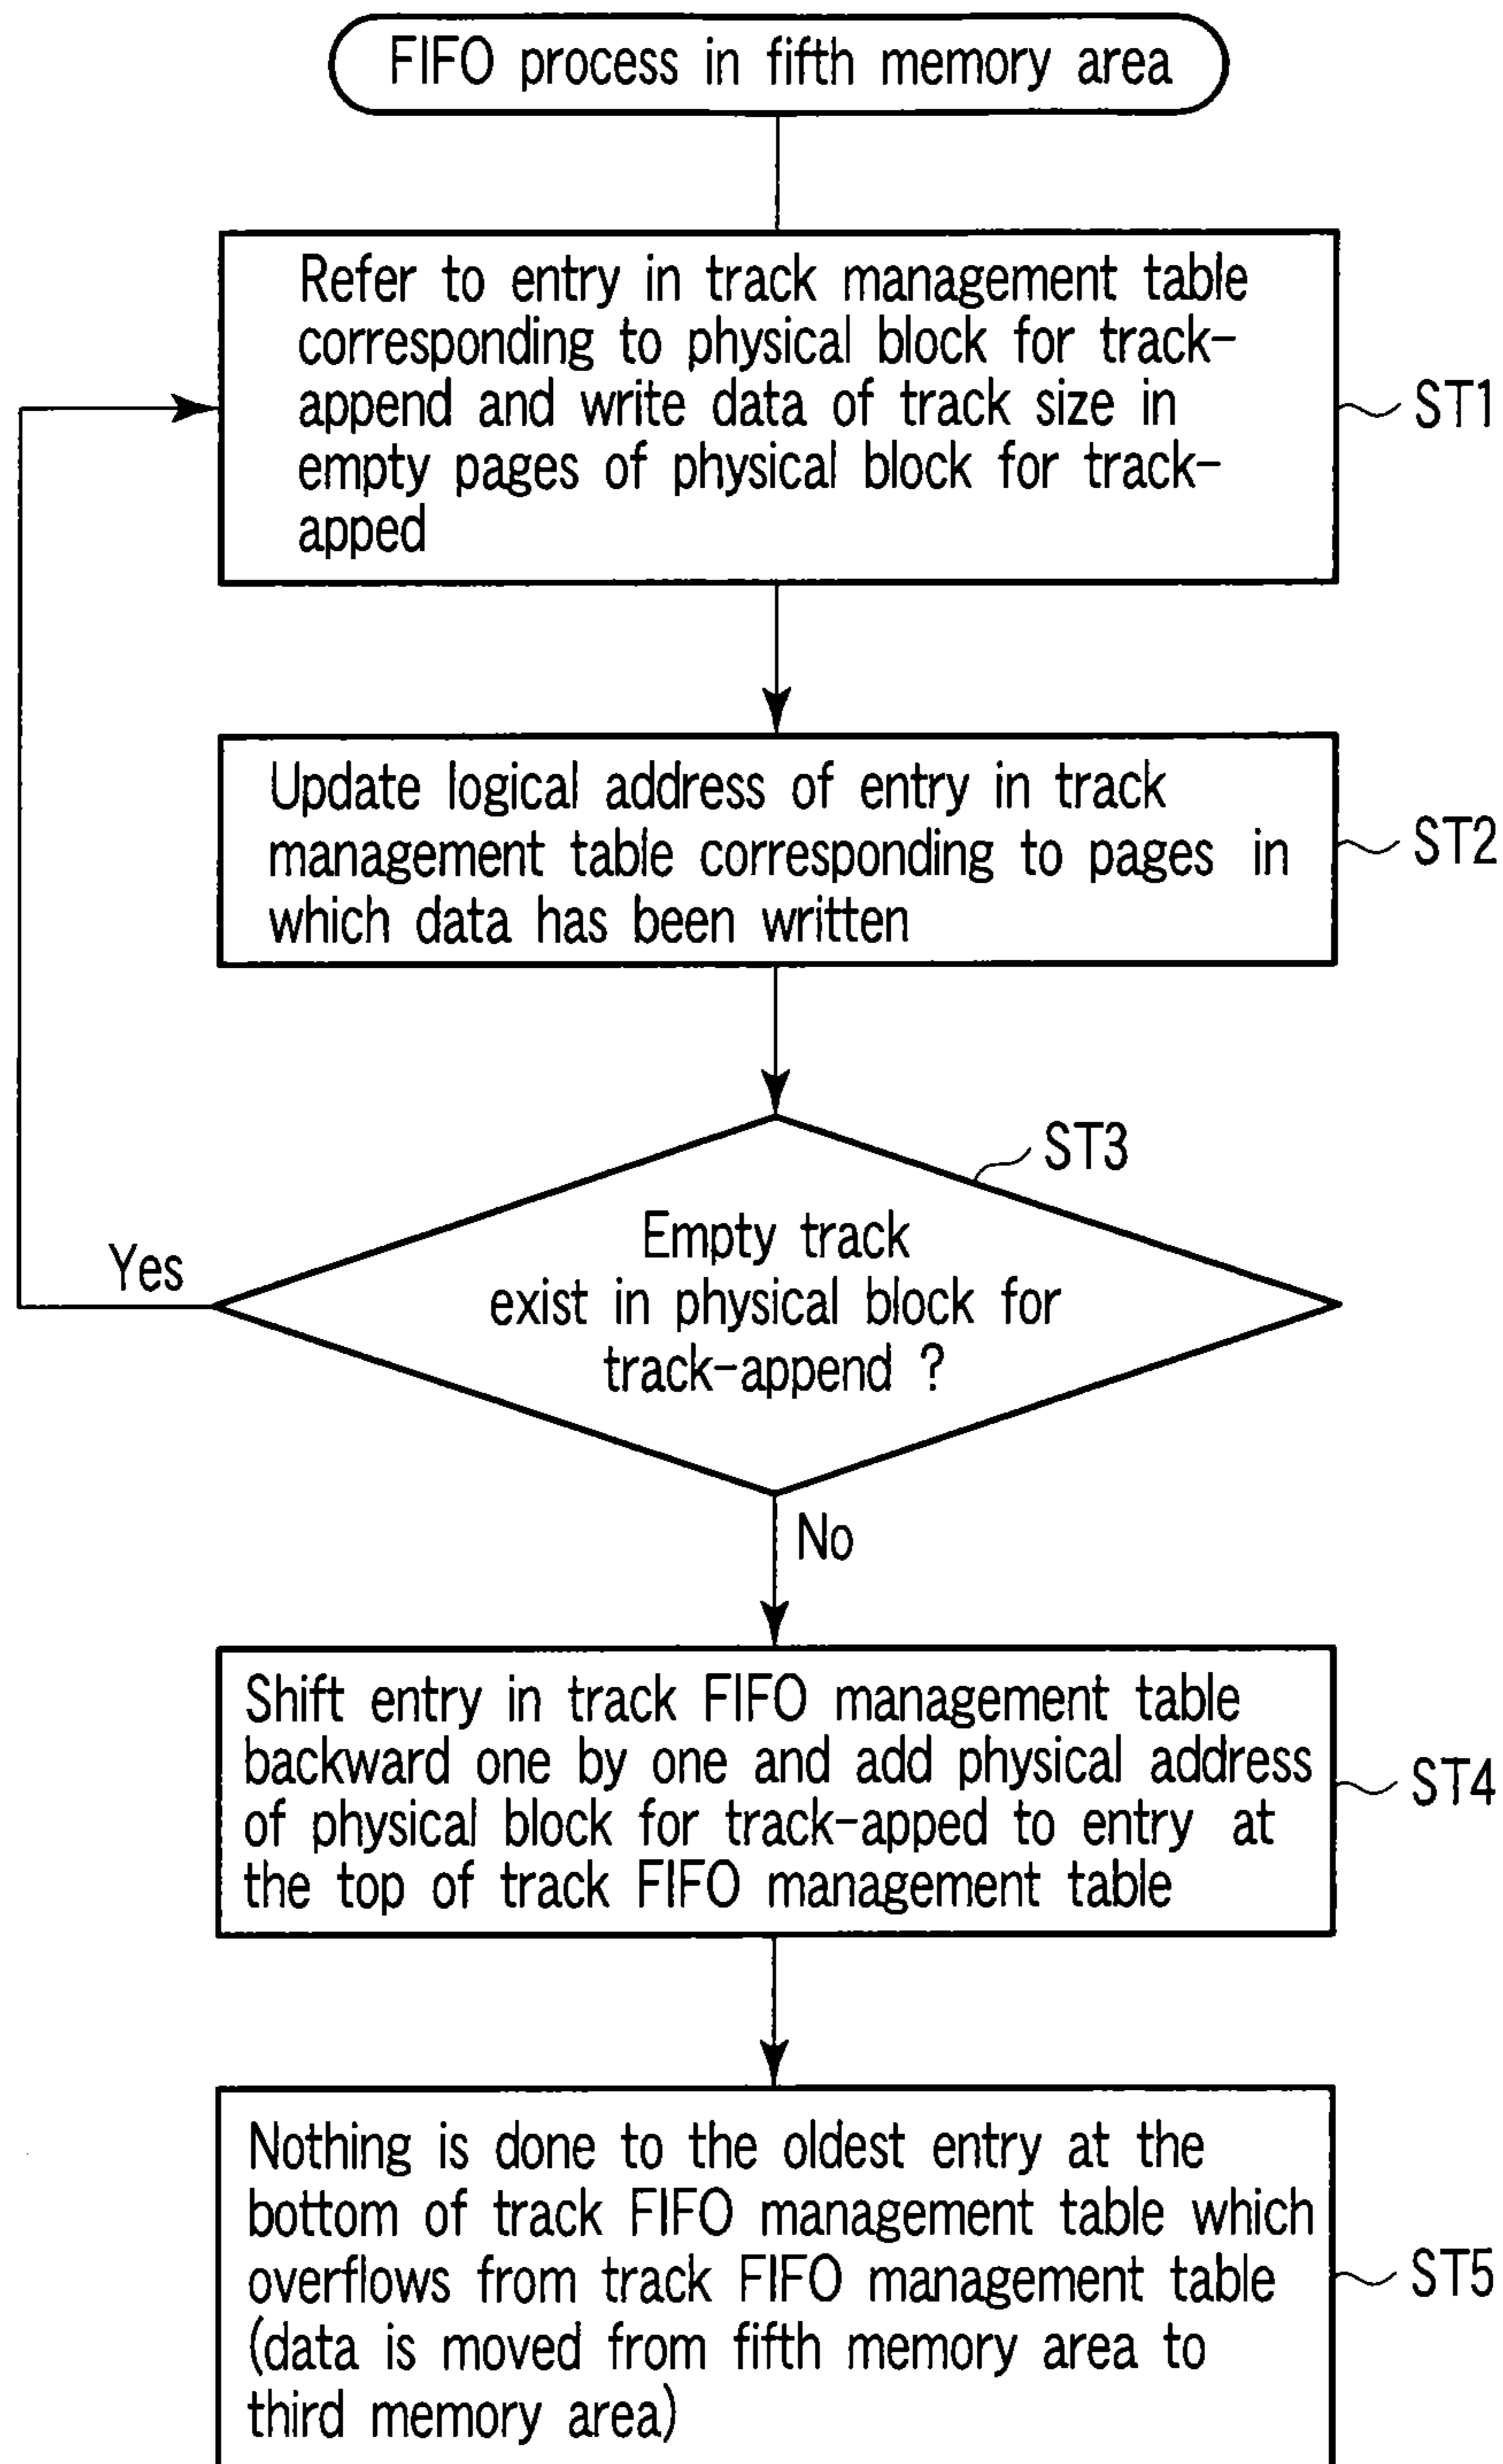 FIFO process in fifth memory area
Refer to entry in track management table
corresponding to physical block for track-
append and write data of track size in
empty pages of physical block for track-
apped
ST1
Update logical address of entry in track
management table corresponding to pages in
which data has been written
ST2
ST3
Empty track
exist in physical block for
track-append ?
Yes
No
Shift entry in track FIFO management table
backward one by one and add physical address
of physical block for track-apped to entry at
the top of track FIFO management table
ST4
Nothing is done to the oldest entry at the
bottom of track FIFO management table which
overflows from track FIFO management table
(data is moved from fifth memory area to
third memory area)
ST5